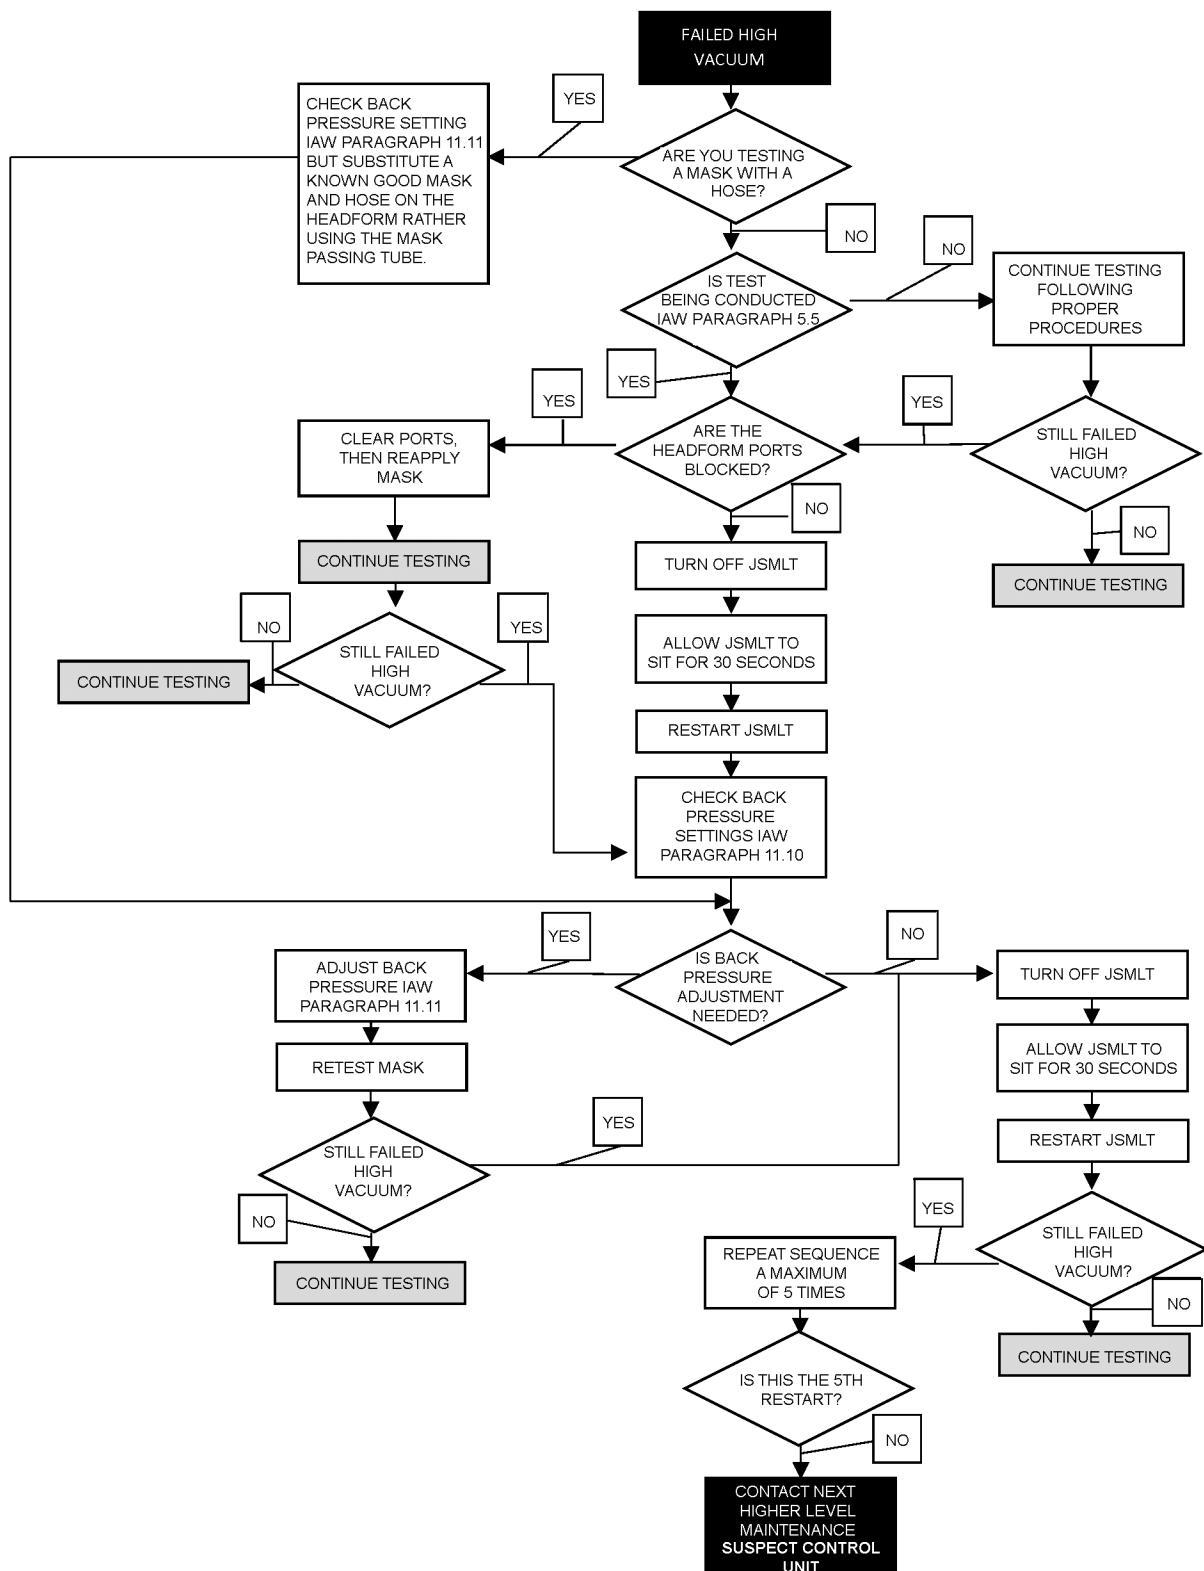 FAILED HIGH
VACUUM
YES
CHECK BACK
PRESSURE SETTING
IAW PARAGRAPH 11.11
BUT SUBSTITUTE A
KNOWN GOOD MASK
AND HOSE ON THE
HEADFORM RATHER
USING THE MASK
PASSING TUBE.
ARE YOU TESTING
A MASK WITH A
HOSE?
NO
NO
IS TEST
BEING CONDUCTED
IAW PARAGRAPH 5.5
CONTINUE TESTING
FOLLOWING
PROPER
PROCEDURES
YES
YES
YES
CLEAR PORTS,
THEN REAPPLY
MASK
ARE THE
HEADFORM PORTS
BLOCKED?
STILL FAILED
HIGH
VACUUM?
NO
NO
CONTINUE TESTING
TURN OFF JSMLT
CONTINUE TESTING
NO
YES
STILL FAILED
HIGH
VACUUM?
CONTINUE TESTING
ALLOW JSMLT TO
SIT FOR 30 SECONDS
RESTART JSMLT
CHECK BACK
PRESSURE
SETTINGS IAW
PARAGRAPH 11.10
YES
NO
ADJUST BACK
PRESSURE IAW
PARAGRAPH 11.11
IS BACK
PRESSURE
ADJUSTMENT
NEEDED?
TURN OFF JSMLT
RETEST MASK
ALLOW JSMLT TO
SIT FOR 30 SECONDS
YES
RESTART JSMLT
STILL FAILED
HIGH
VACUUM?
NO
YES
CONTINUE TESTING
REPEAT SEQUENCE
A MAXIMUM
OF 5 TIMES
STILL FAILED
HIGH
VACUUM?
NO
CONTINUE TESTING
IS THIS THE 5TH
RESTART?
NO
CONTACT NEXT
HIGHER LEVEL
MAINTENANCE
SUSPECT CONTROL
UNIT